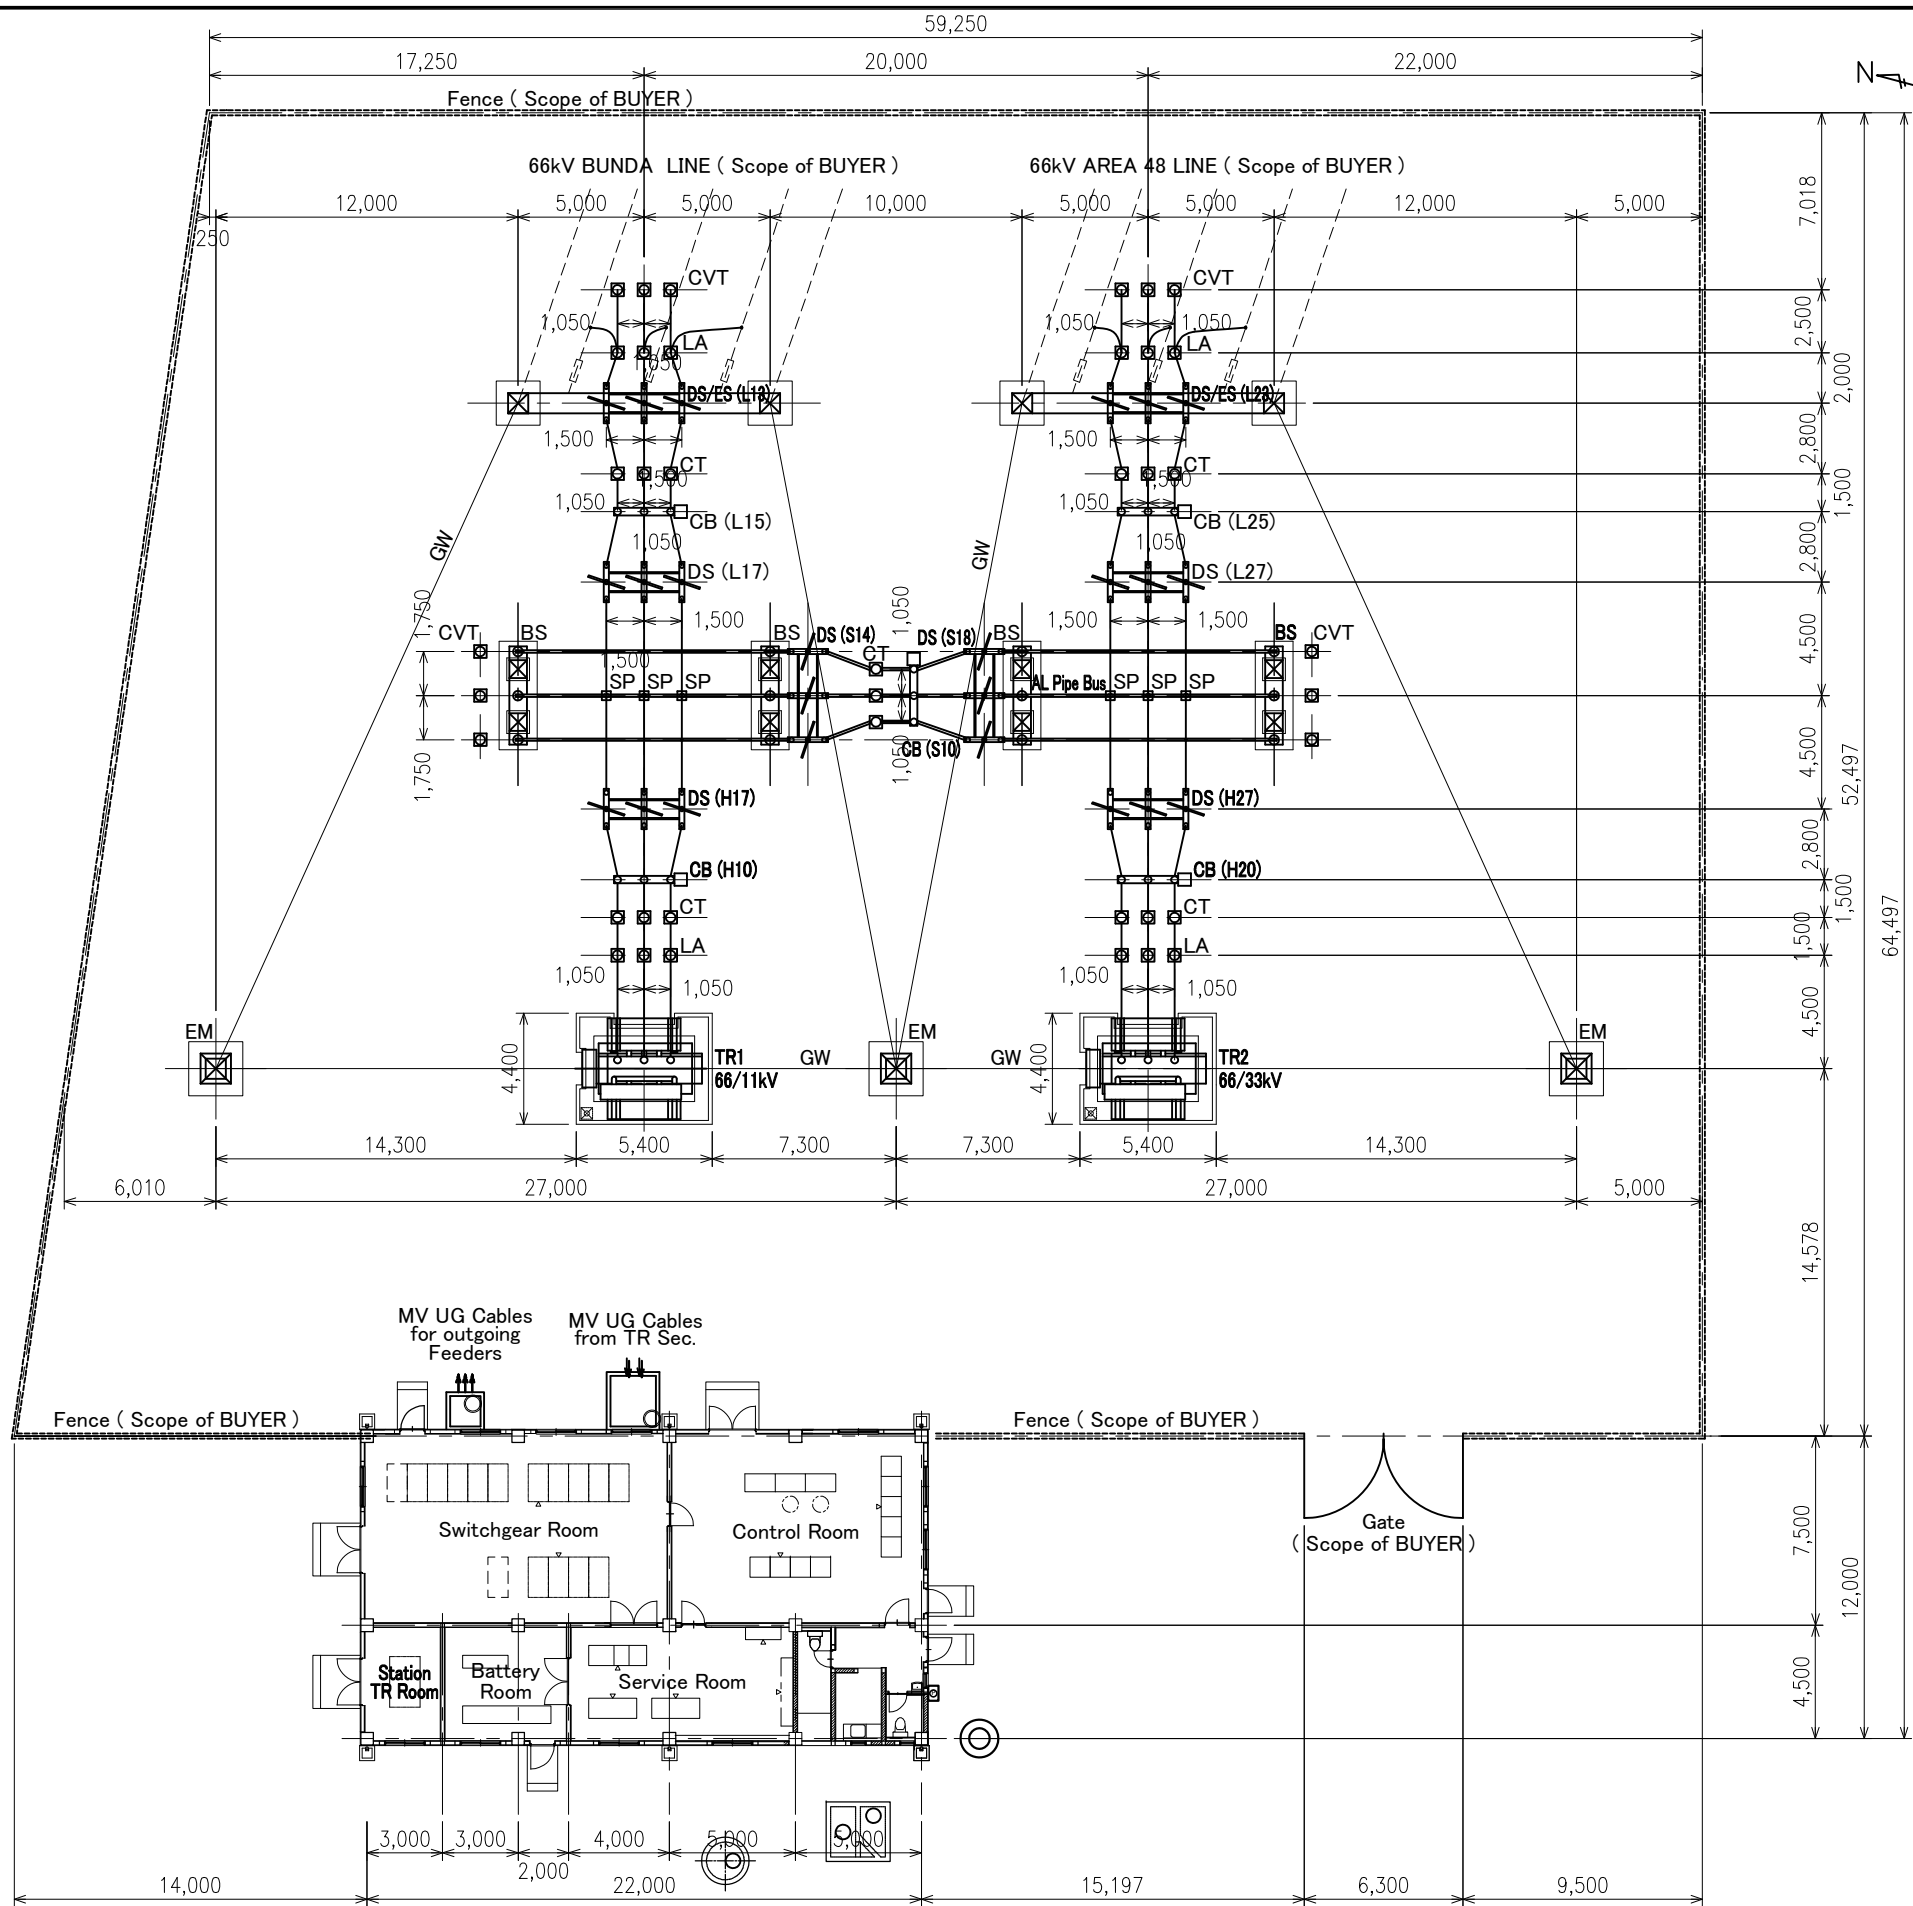 59,250
17,250 20,000 22,000
N
Fence ( Scope of BUYER )
66kV BUNDA LINE ( Scope of BUYER ) 66kV AREA 48 LINE ( Scope of BUYER )
12,000 5,000 5,000 10,000 5,000 5,000 12,000 5,000
250
7,018
CVT CVT
1,050 1,050 1,050
2,500
LA LA
1,050
2,000
DS/ES (L13) DS/ES (L23)
1,500 1,500
2,800
CT CT
1,500 1,500
1,500
1,050 1,050
CB (L15) CB (L25)
GW GW
1,050 1,050
2,800
DS (L17) DS (L27)
1,750 1,500 1,050 1,500 1,500
CVT BS BS DS (S14) DS (S18) BS BS CVT
4,500
1,500 CT
SP SP SP AL Pipe Bus SP SP SP
CB (S10)
1,750 1,050
4,500
52,497
DS (H17) DS (H27)
2,800
CB (H10) CB (H20)
1,500
CT CT
64,497
1,500
LA LA
1,050 1,050 1,050 1,050
4,500
EM EM EM
4,400 TR1 GW GW 4,400 TR2
66/11kV 66/33kV
14,300 5,400 7,300 7,300 5,400 14,300
6,010 27,000 27,000 5,000
14,578
MV UG Cables
for outgoing
Feeders
MV UG Cables
from TR Sec.
Fence ( Scope of BUYER ) Fence ( Scope of BUYER )
Switchgear Room Control Room
Gate
( Scope of BUYER )
7,500
12,000
Station
TR Room
Battery
Room
Service Room
4,500
3,000 3,000 4,000 5,000 5,000
2,000
14,000 22,000 15,197 6,300 9,500